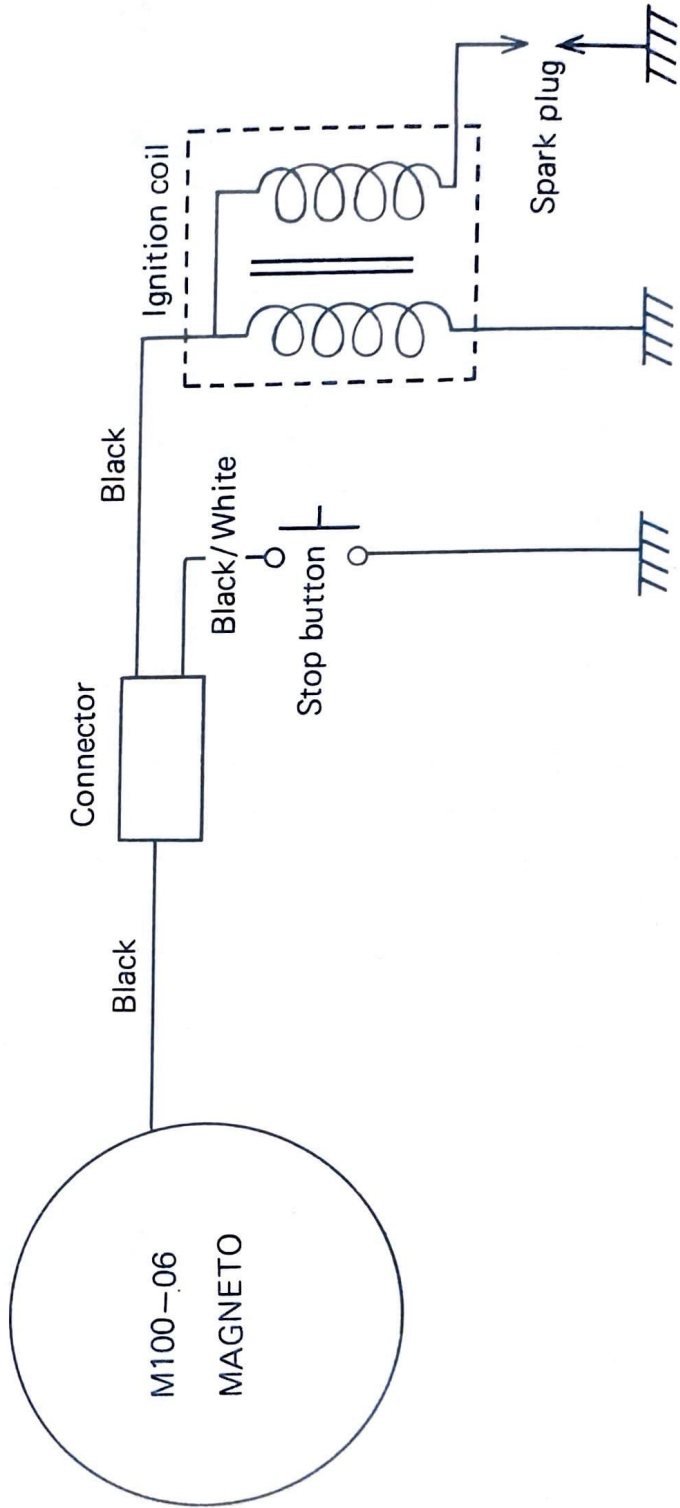 M100-.06
MAGNETO
Black
Connector
Black
Black/White
Stop button
Ignition coil
Spark plug